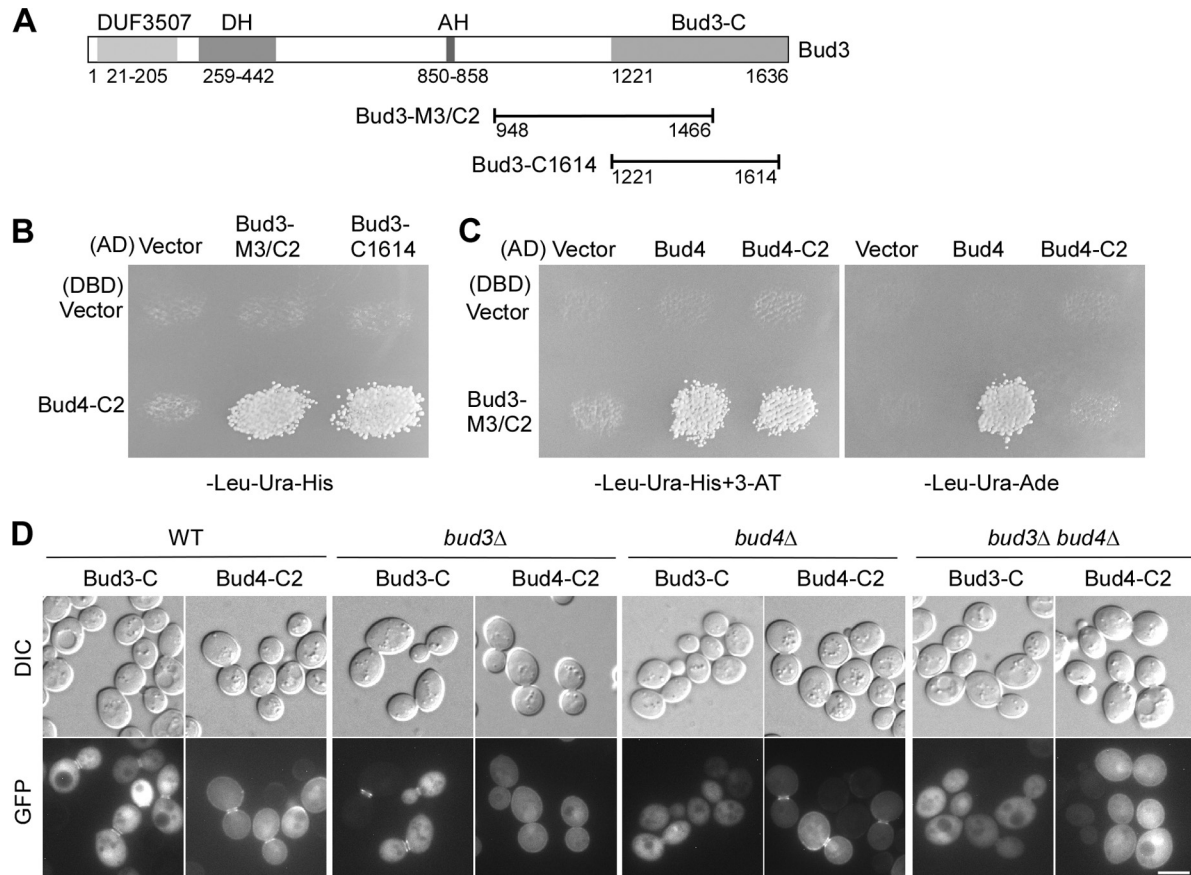 A
DUF3507 DH AH Bud3-C
Bud3
1 21-205 259-442 850-858 1221 1636
Bud3-M3/C2
948 1466
Bud3-C1614
1221 1614
B
(AD) Vector Bud3-M3/C2 Bud3-C1614
(DBD)
Vector
Bud4-C2
-Leu-Ura-His
C
(AD) Vector Bud4 Bud4-C2 Vector Bud4 Bud4-C2
(DBD)
Vector
Bud3-
M3/C2
-Leu-Ura-His+3-AT -Leu-Ura-Ade
D
WT bud3Δ bud4Δ bud3Δ bud4Δ
Bud3-C Bud4-C2 Bud3-C Bud4-C2 Bud3-C Bud4-C2 Bud3-C Bud4-C2
DIC
GFP